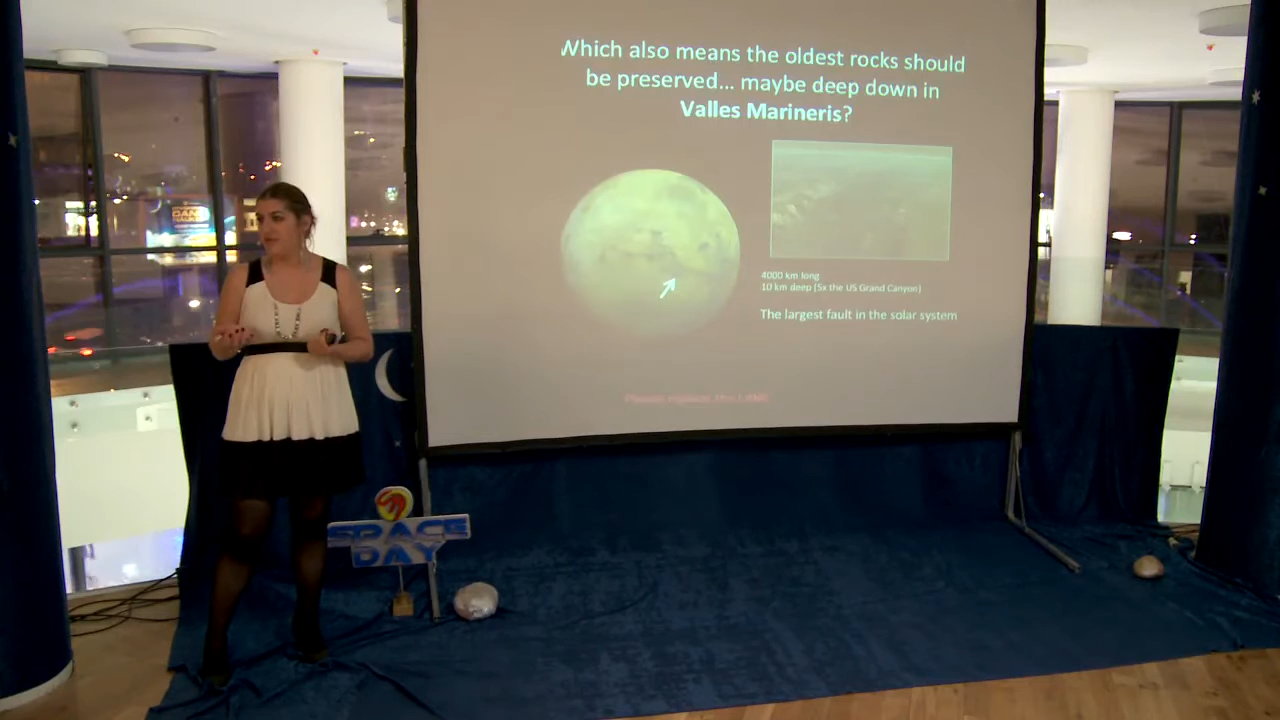 Which also means the oldest rocks should
be preserved... maybe deep down in
Valles Marineris?
4000 km long
10 km deep (5x the US Grand Canyon)
The largest fault in the solar system
SPACE
DAY